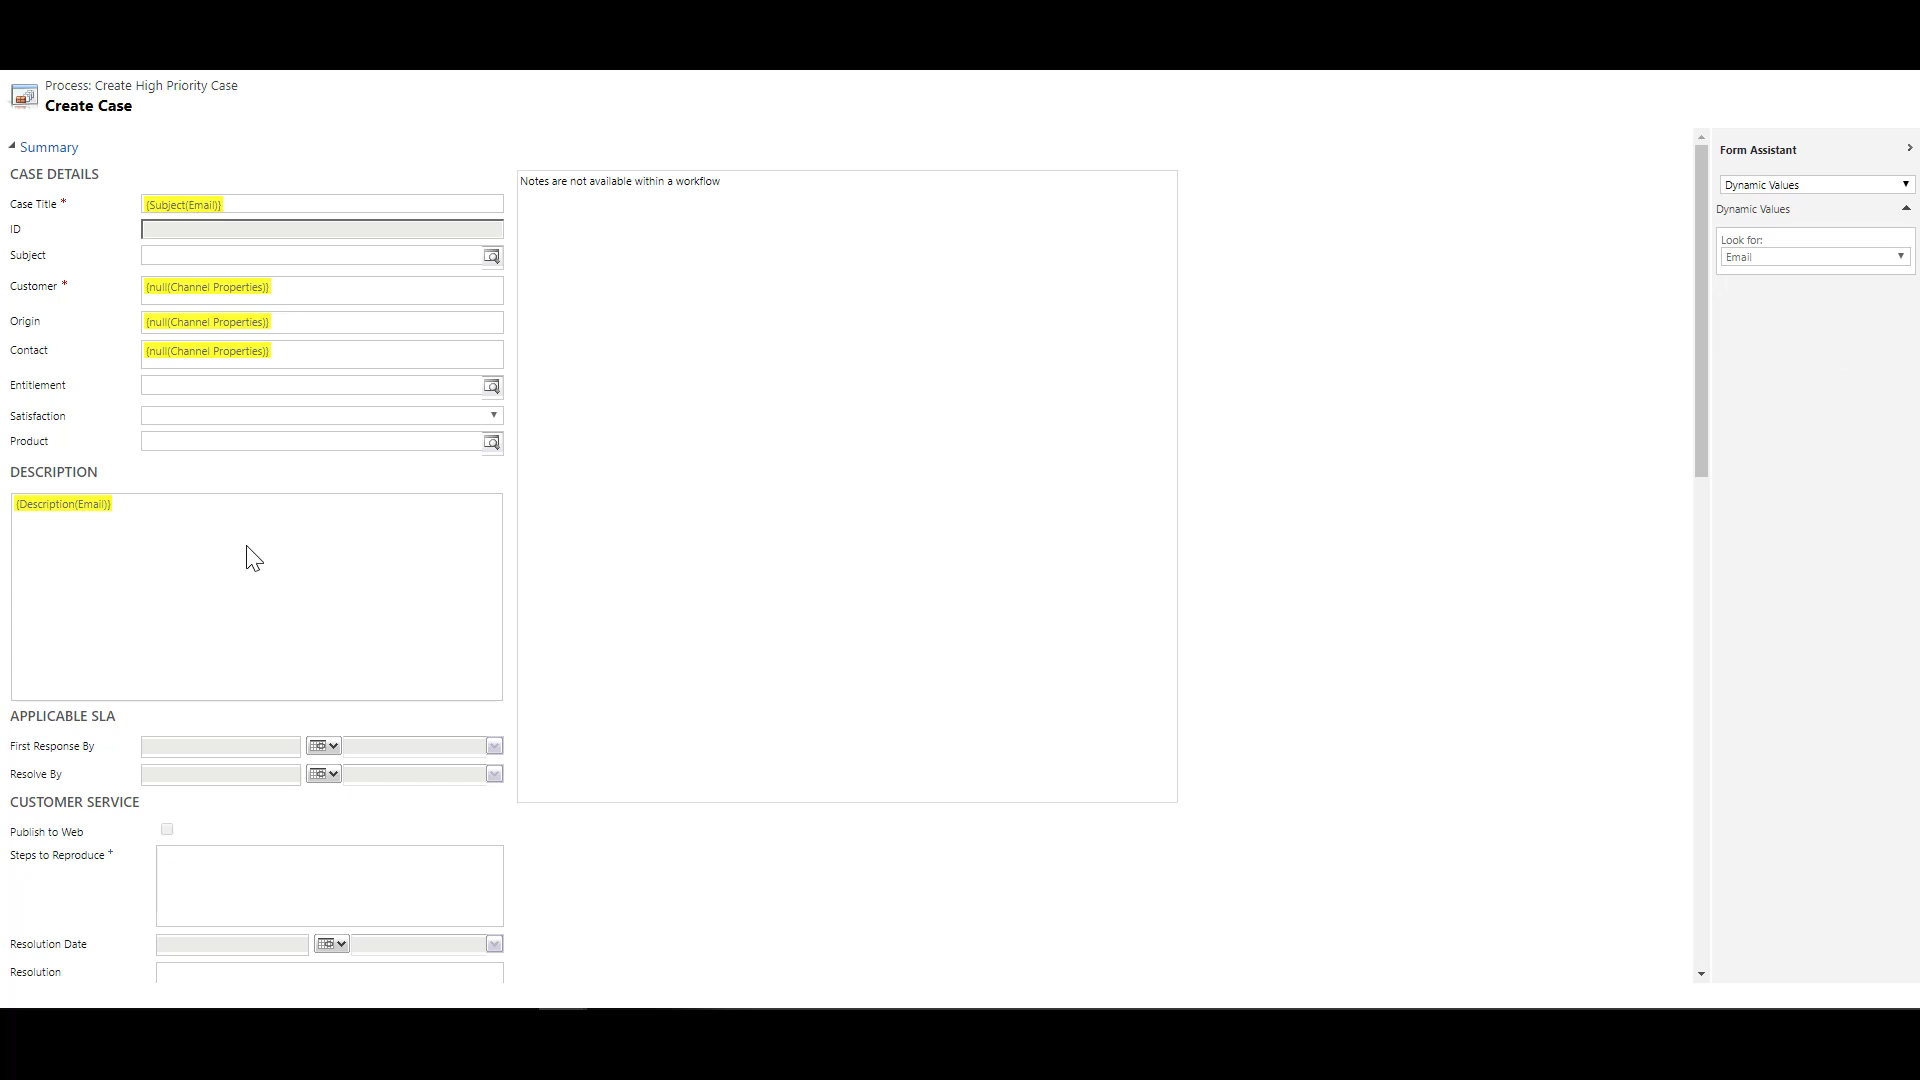 Process: Create High Priority Case
Create Case
Summary
CASE DETAILS
Case Title *
{Subject(Email)}
ID
Subject
Customer *
{null(Channel Properties)}
Origin
{null(Channel Properties)}
Contact
{null(Channel Properties)}
Entitlement
Satisfaction
Product
DESCRIPTION
{Description(Email)}
APPLICABLE SLA
First Response By
Resolve By
CUSTOMER SERVICE
Publish to Web
Steps to Reproduce +
Resolution Date
Resolution
Notes are not available within a workflow
Form Assistant
Dynamic Values
Dynamic Values
Look for:
Email